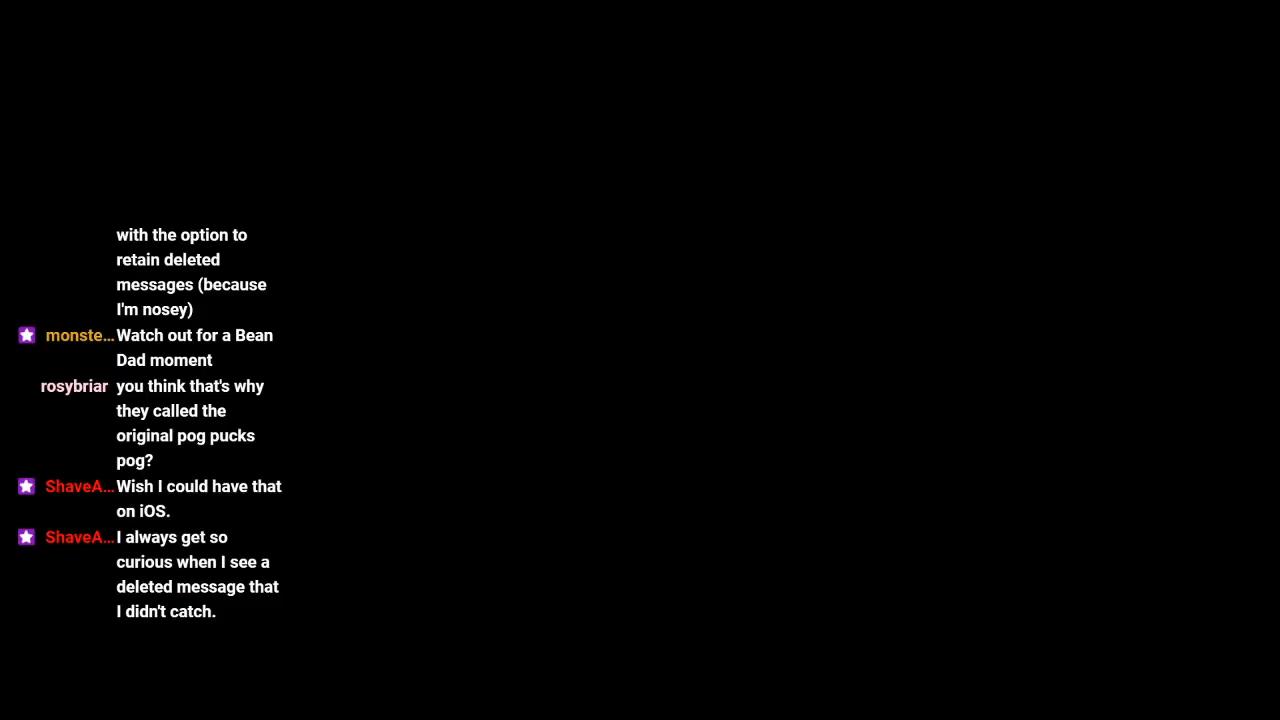 with the option to
retain deleted
messages (because
I'm nosey)
monste... Watch out for a Bean
Dad moment
rosybriar you think that's why
they called the
original pog pucks
pog?
ShaveA... Wish I could have that
on iOS.
ShaveA... I always get so
curious when I see a
deleted message that
I didn't catch.